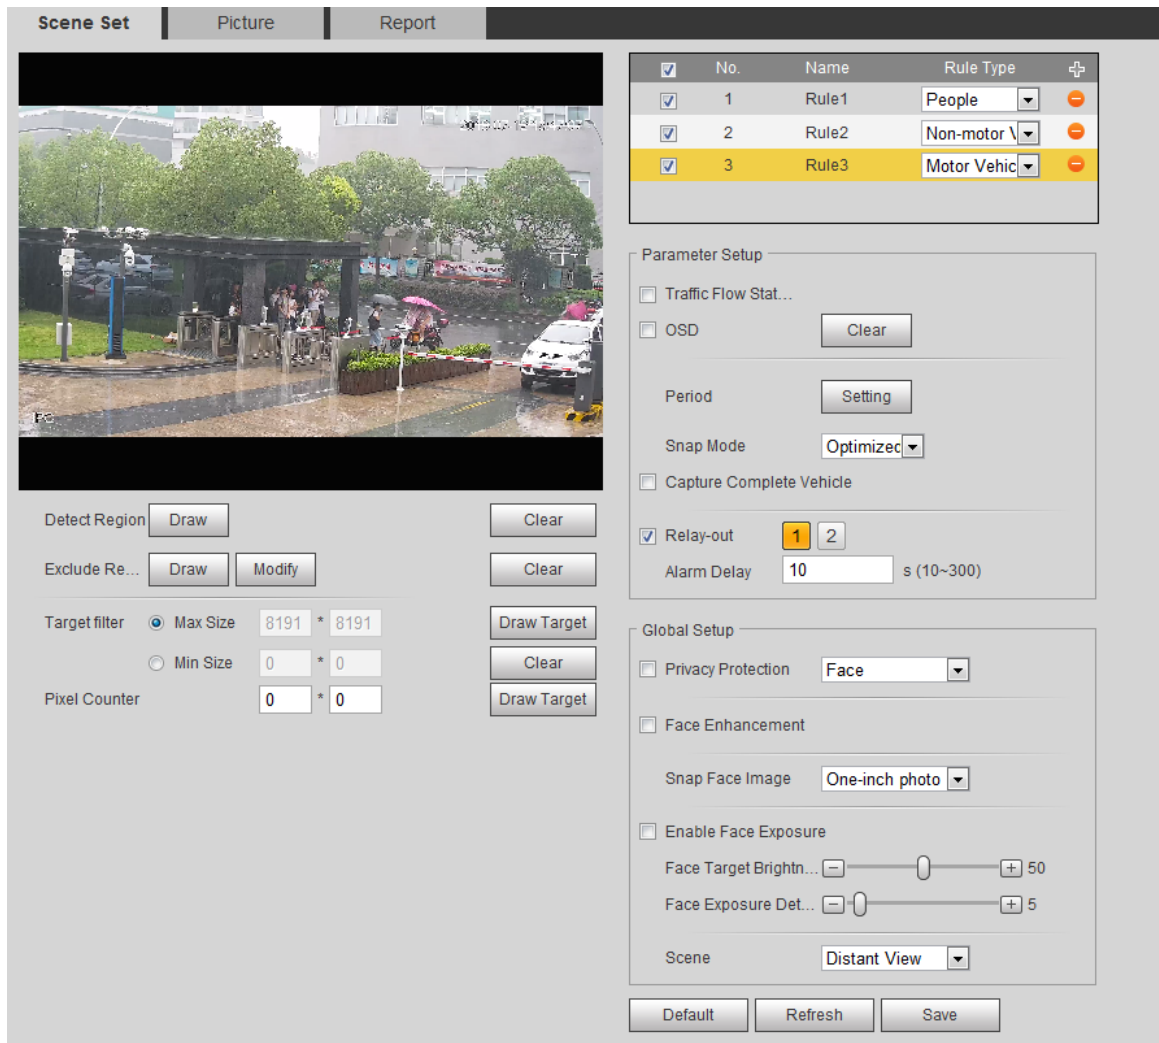 Scene Set Picture Report
No. Name Rule Type
1 Rule1 People
2 Rule2 Non-motor V
3 Rule3 Motor Vehic
Parameter Setup
Traffic Flow Stat...
OSD Clear
Period Setting
Snap Mode Optimized
Capture Complete Vehicle
Relay-out 1 2
Alarm Delay 10 s (10~300)
Detect Region Draw Clear
Exclude Re... Draw Modify Clear
Target filter Max Size 8191 * 8191 Draw Target
Min Size 0 * 0 Clear
Pixel Counter 0 * 0 Draw Target
Global Setup
Privacy Protection Face
Face Enhancement
Snap Face Image One-inch photo
Enable Face Exposure
Face Target Brightn... 50
Face Exposure Det... 5
Scene Distant View
Default Refresh Save